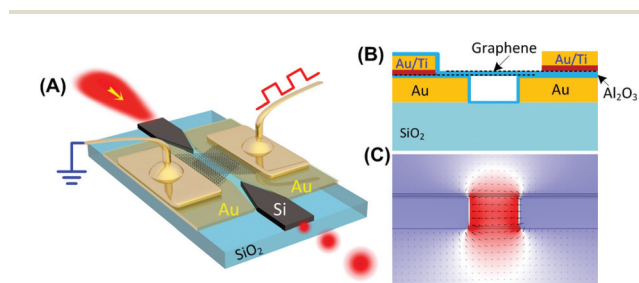 (A)
Au
Au
Si
SiO₂
(B)
Graphene
Au/Ti
Au/Ti
Al₂O₃
Au
Au
SiO₂
(C)